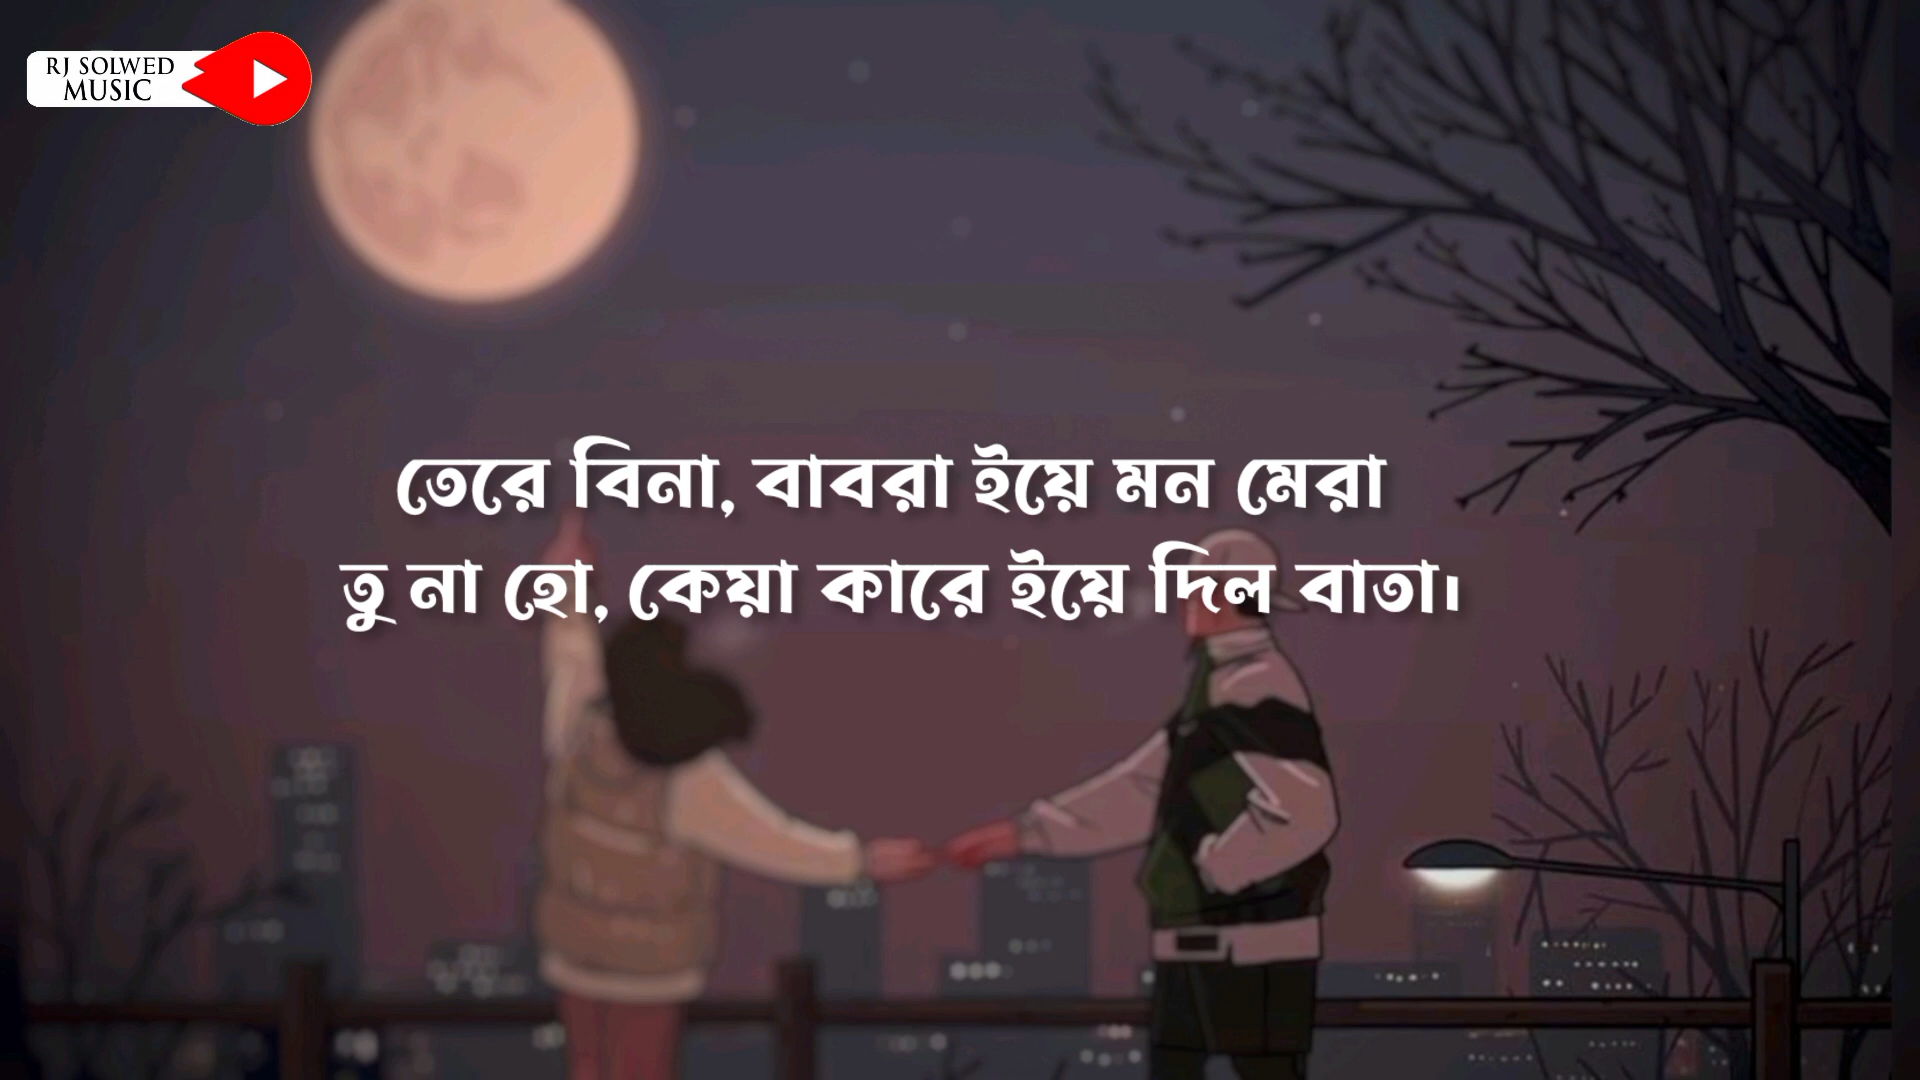 RJ SOLWED
MUSIC
তেরে বিনা, বাবরা ইয়ে মন মেরা
তু না হো, কেয়া কারে ইয়ে দিল বাতা।